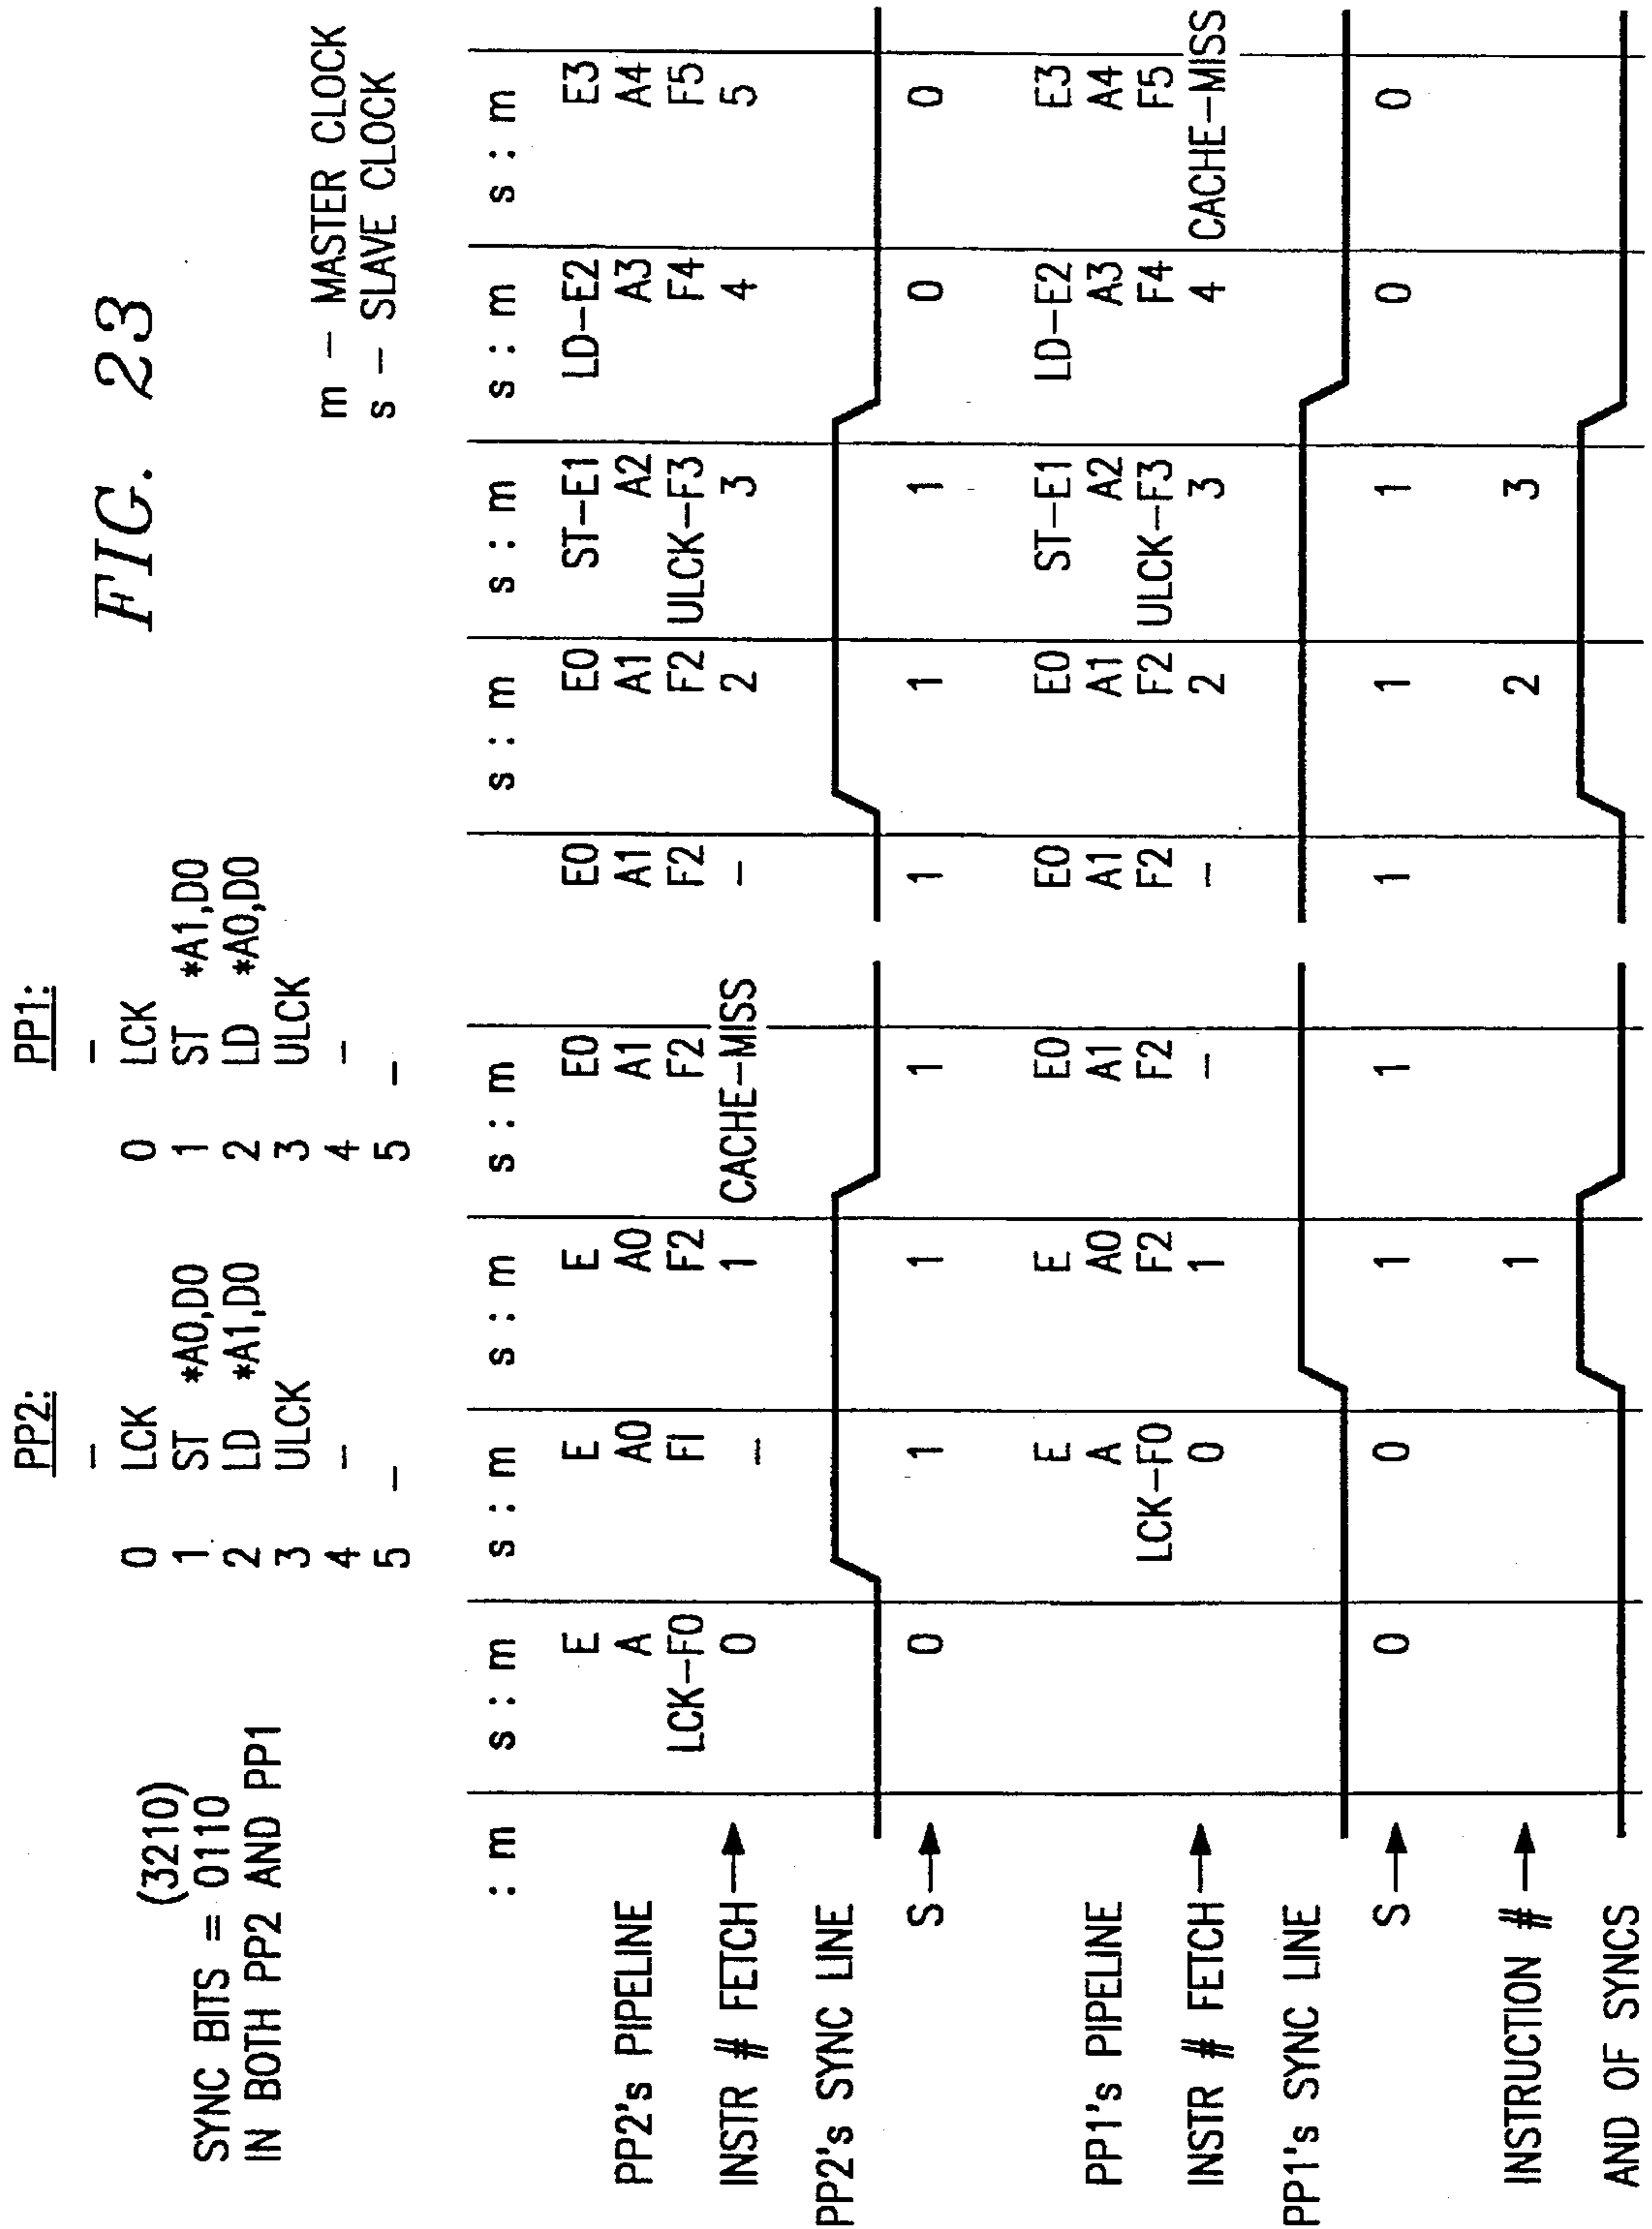 FIG. 23
PP2: PP1:
– –
0 LCK 0 LCK
1 ST *A0,D0 1 ST *A1,D0
2 LD *A1,D0 2 LD *A0,D0
3 ULCK 3 ULCK
4 – 4 –
5 – 5 –
(3210)
SYNC BITS = 0110
IN BOTH PP2 AND PP1
m – MASTER CLOCK
s – SLAVE CLOCK
: m s : m s : m s : m s : m s : m s : m s : m s : m
PP2's PIPELINE
E E E E0 E0 E0 ST–E1 LD–E2 E3
A A0 A0 A1 A1 A1 A2 A3 A4
LCK–F0 F1 F2 F2 F2 F2 ULCK–F3 F4 F5
INSTR # FETCH 0 – 1 CACHE–MISS – 2 3 4 5
PP2's SYNC LINE
S 0 1 1 1 1 1 1 0 0
PP1's PIPELINE
E E E0 E0 E0 ST–E1 LD–E2 E3
A A0 A1 A1 A1 A2 A3 A4
LCK–F0 F2 F2 F2 F2 ULCK–F3 F4 F5
INSTR # FETCH 0 1 – – 2 3 4 CACHE–MISS
PP1's SYNC LINE
S 0 0 1 1 1 1 1 0 0
INSTRUCTION # 1 2 3
AND OF SYNCS